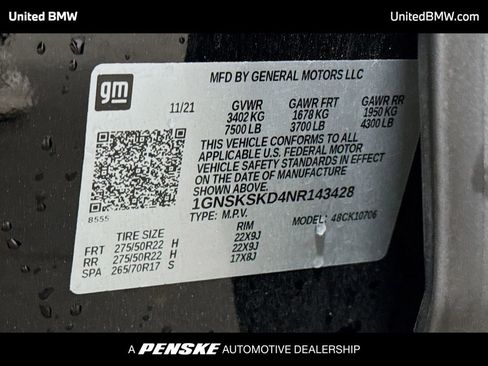 United BMW
UnitedBMW.com
gm
MFD BY GENERAL MOTORS LLC
11/21 GVWR GAWR FRT GAWR RR
3402 KG 1678 KG 1950 KG
7500 LB 3700 LB 4300 LB
THIS VEHICLE CONFORMS TO ALL
APPLICABLE U.S. FEDERAL MOTOR
VEHICLE SAFETY STANDARDS IN EFFECT
ON THE DATE OF MANUFACTURE
SHOWN ABOVE.
1GNSKSKD4NR143428
8555
TYPE: M.P.V. 48CK10706
TIRE SIZE RIM
FRT 275/50R22 H 22X9J
RR 275/50R22 H 22X9J
SPA 265/70R17 S 17X8J
A PENSKE AUTOMOTIVE DEALERSHIP